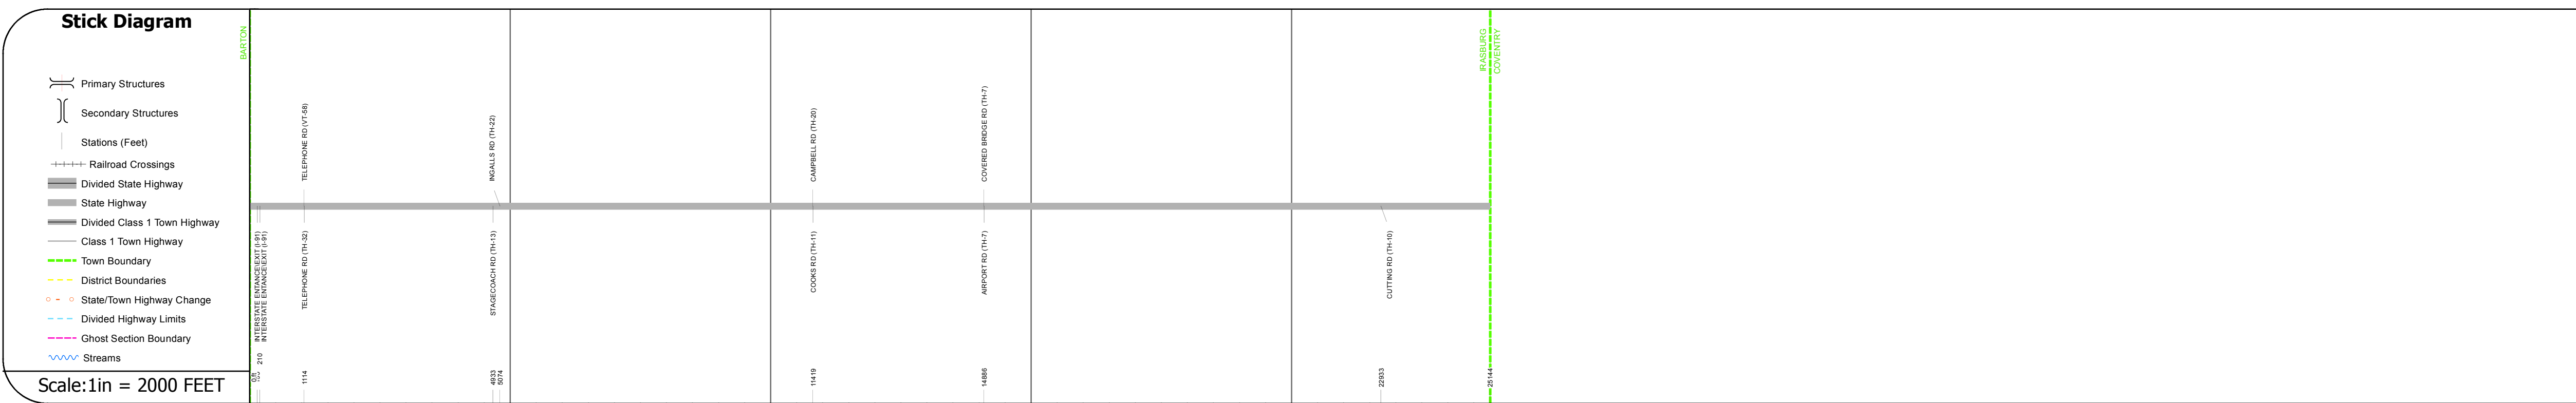 Stick Diagram
Primary Structures
Secondary Structures
Stations (Feet)
Railroad Crossings
Divided State Highway
State Highway
Divided Class 1 Town Highway
Class 1 Town Highway
Town Boundary
District Boundaries
State/Town Highway Change
Divided Highway Limits
Ghost Section Boundary
Streams
Scale:1in = 2000 FEET
BARTON
IRASBURG
COVENTRY
TELEPHONE RD (VT-58)
INGALLS RD (TH-22)
CAMPBELL RD (TH-20)
COVERED BRIDGE RD (TH-7)
INTERSTATE ENTANCE\EXIT (I-91)
INTERSTATE ENTANCE\EXIT (I-91)
TELEPHONE RD (TH-32)
STAGECOACH RD (TH-13)
COOKS RD (TH-11)
AIRPORT RD (TH-7)
CUTTING RD (TH-10)
0 ft
210
1114
4933
5074
11419
14886
22933
25144